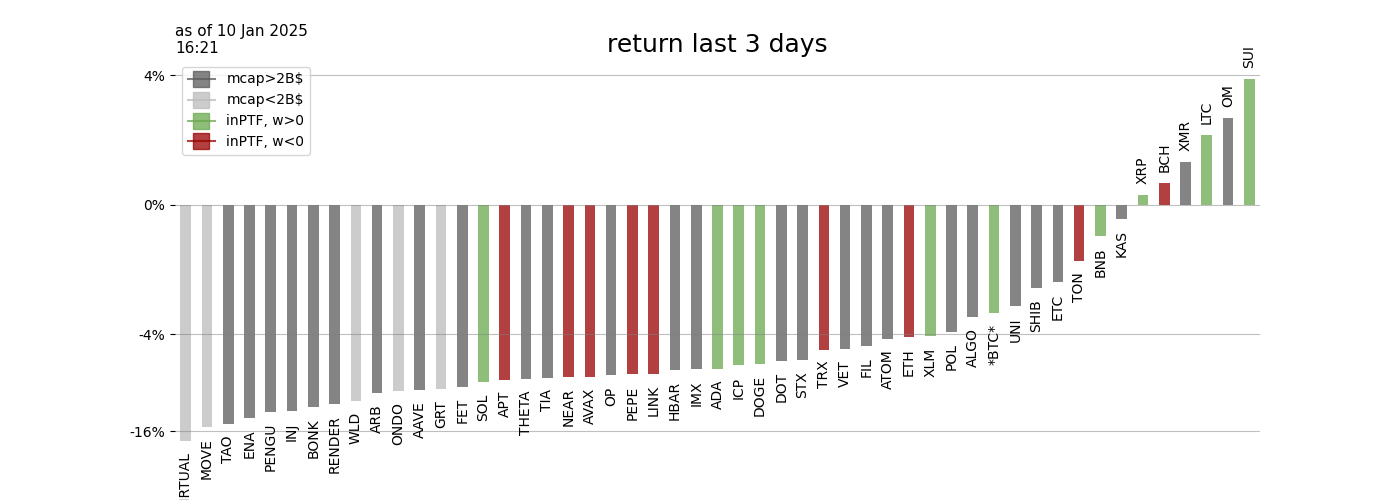 as of 10 Jan 2025
16:21
return last 3 days
mcap>2B$
mcap<2B$
inPTF, w>0
inPTF, w<0
4%
0%
-4%
-16%
RTUAL
MOVE
TAO
ENA
PENGU
INJ
BONK
RENDER
WLD
ARB
ONDO
AAVE
GRT
FET
SOL
APT
THETA
TIA
NEAR
AVAX
OP
PEPE
LINK
HBAR
IMX
ADA
ICP
DOGE
DOT
STX
TRX
VET
FIL
ATOM
ETH
XLM
POL
ALGO
*BTC*
UNI
SHIB
ETC
TON
BNB
KAS
XRP
BCH
XMR
LTC
OM
SUI